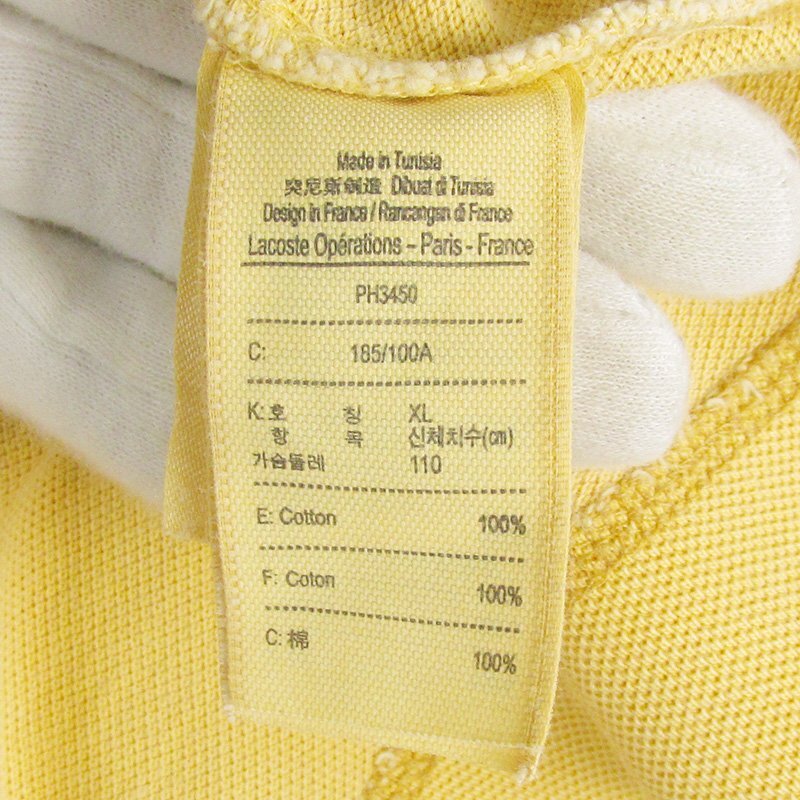 Made in Tunisia
突尼斯制造 Dibuat di Tunisia
Design in France / Rancangan di France
Lacoste Opérations – Paris - France
PH3450
C: 185/100A
K: 호 칭 XL
항 목 신체치수(㎝)
가슴둘레 110
E: Cotton 100%
F: Coton 100%
C: 棉 100%